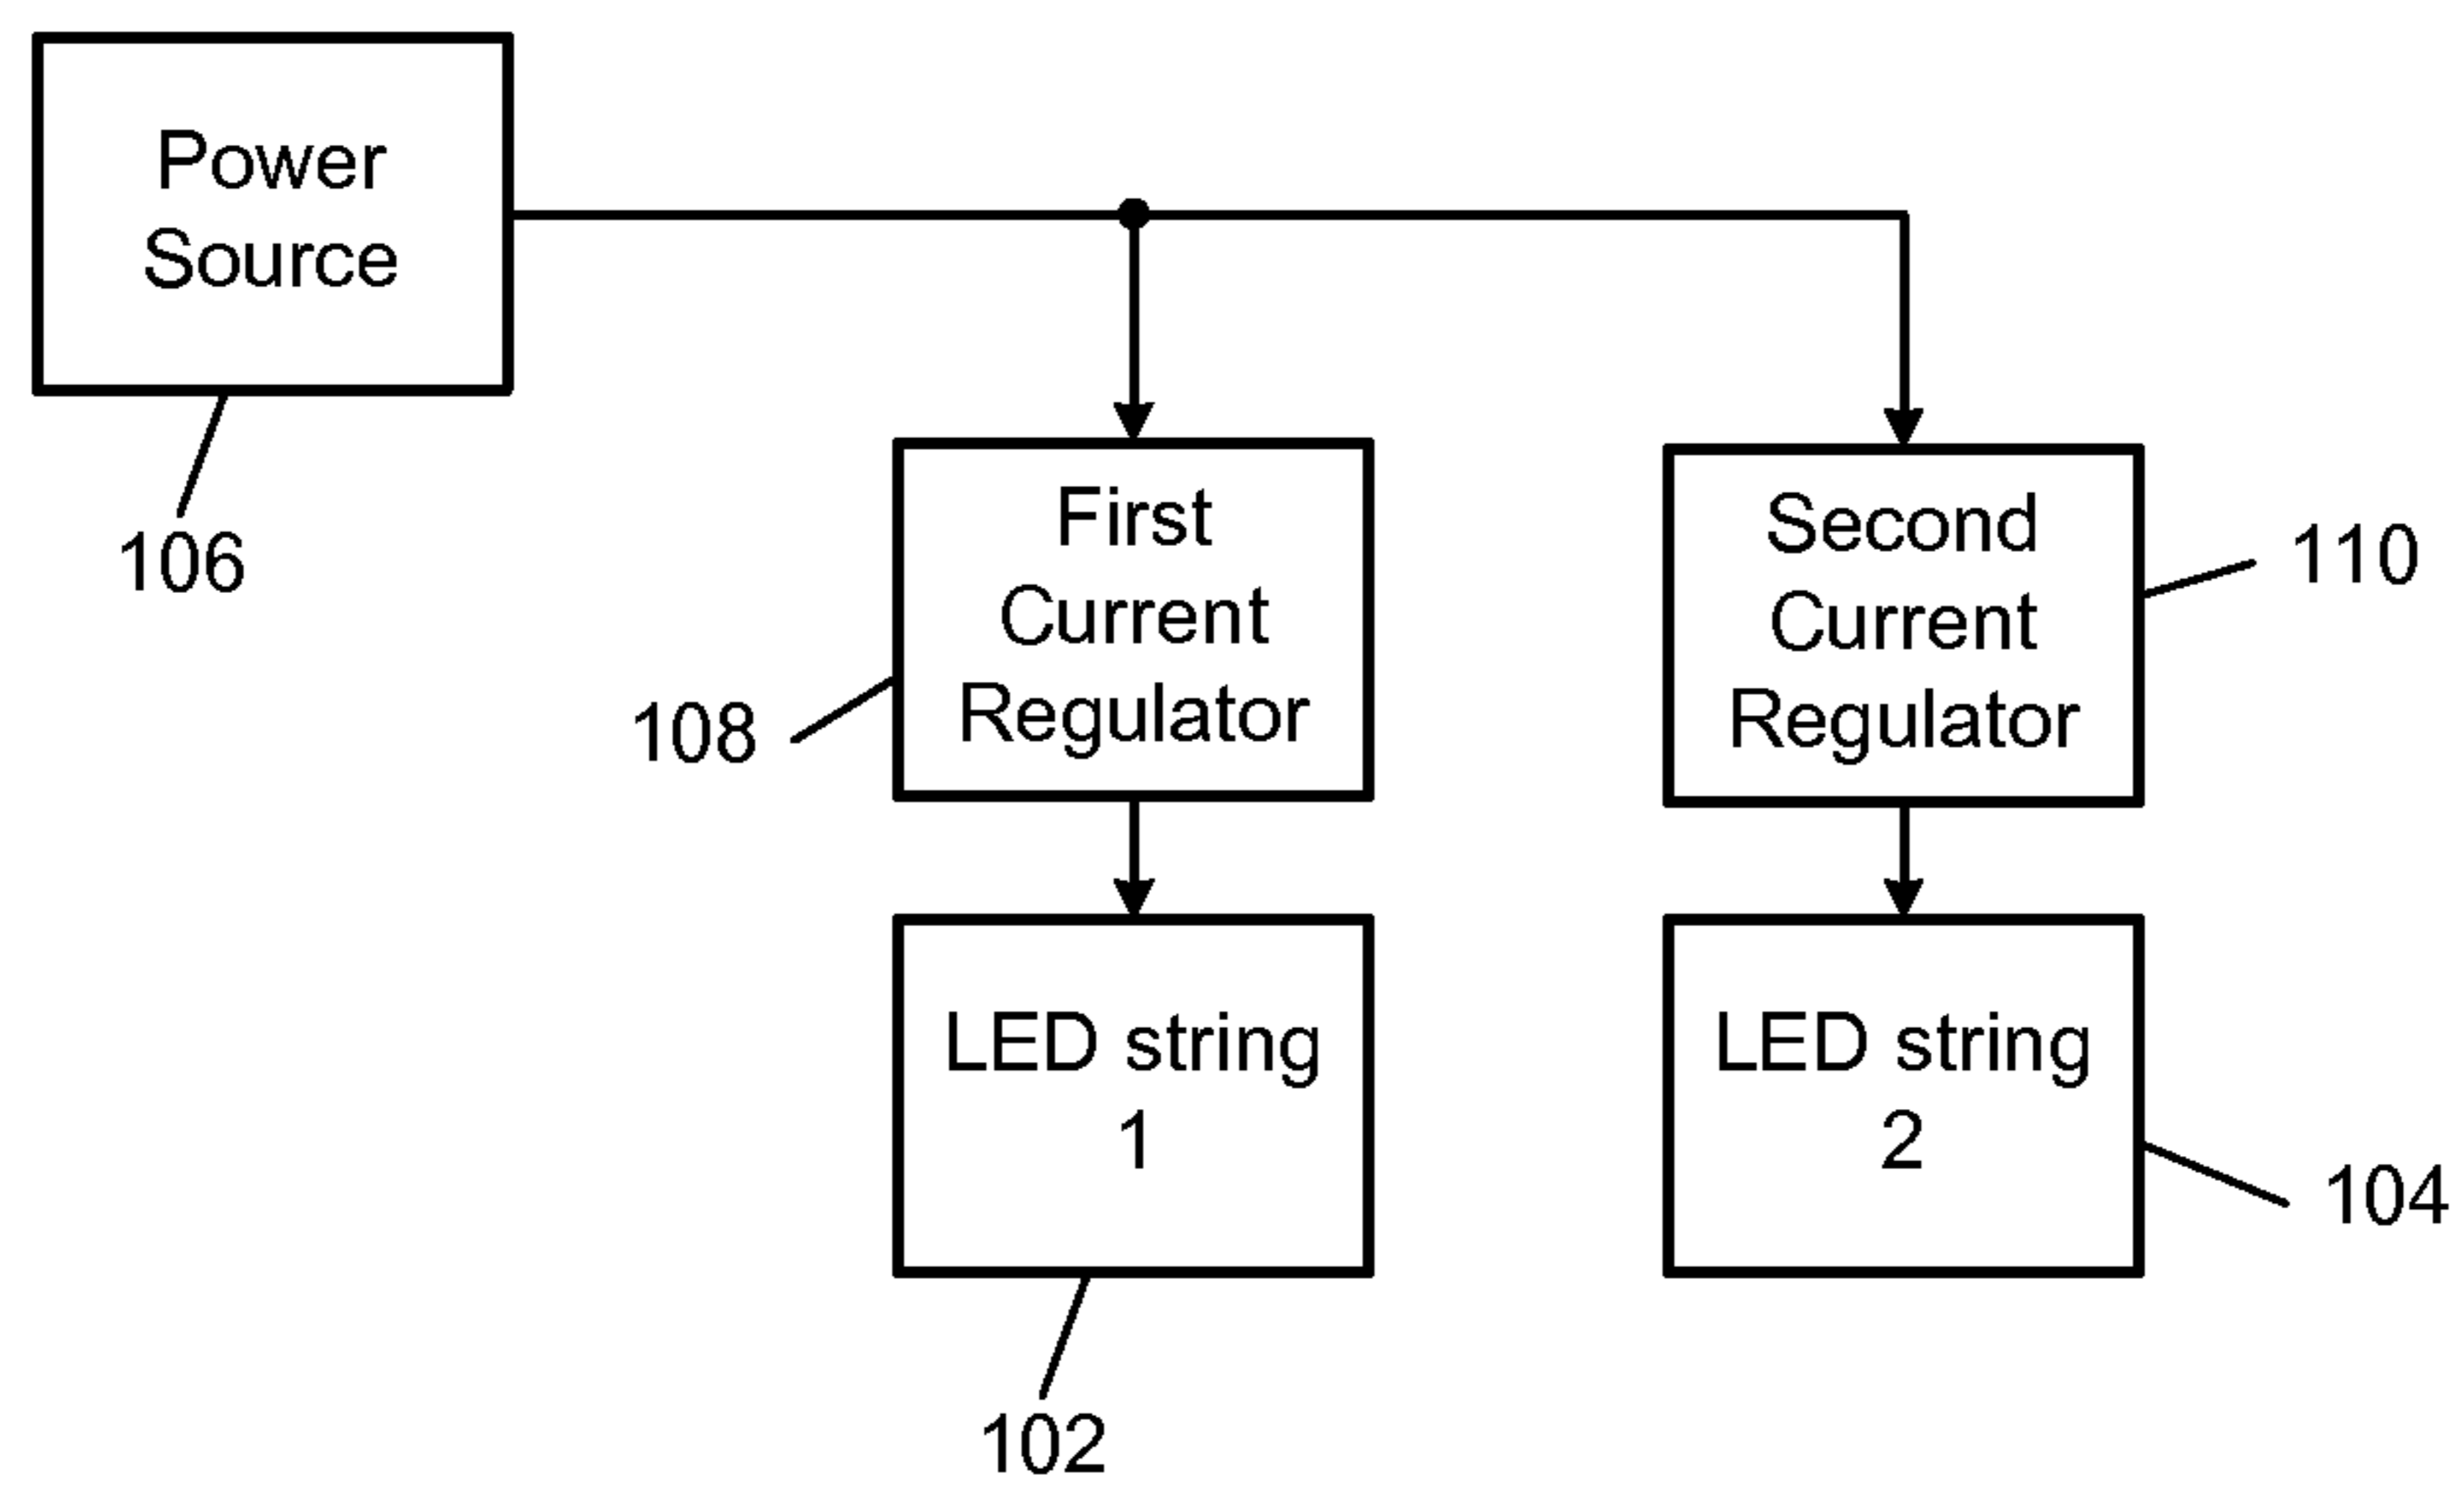 Power
Source
106
First
Current
Regulator
108
Second
Current
Regulator
110
LED string
1
102
LED string
2
104